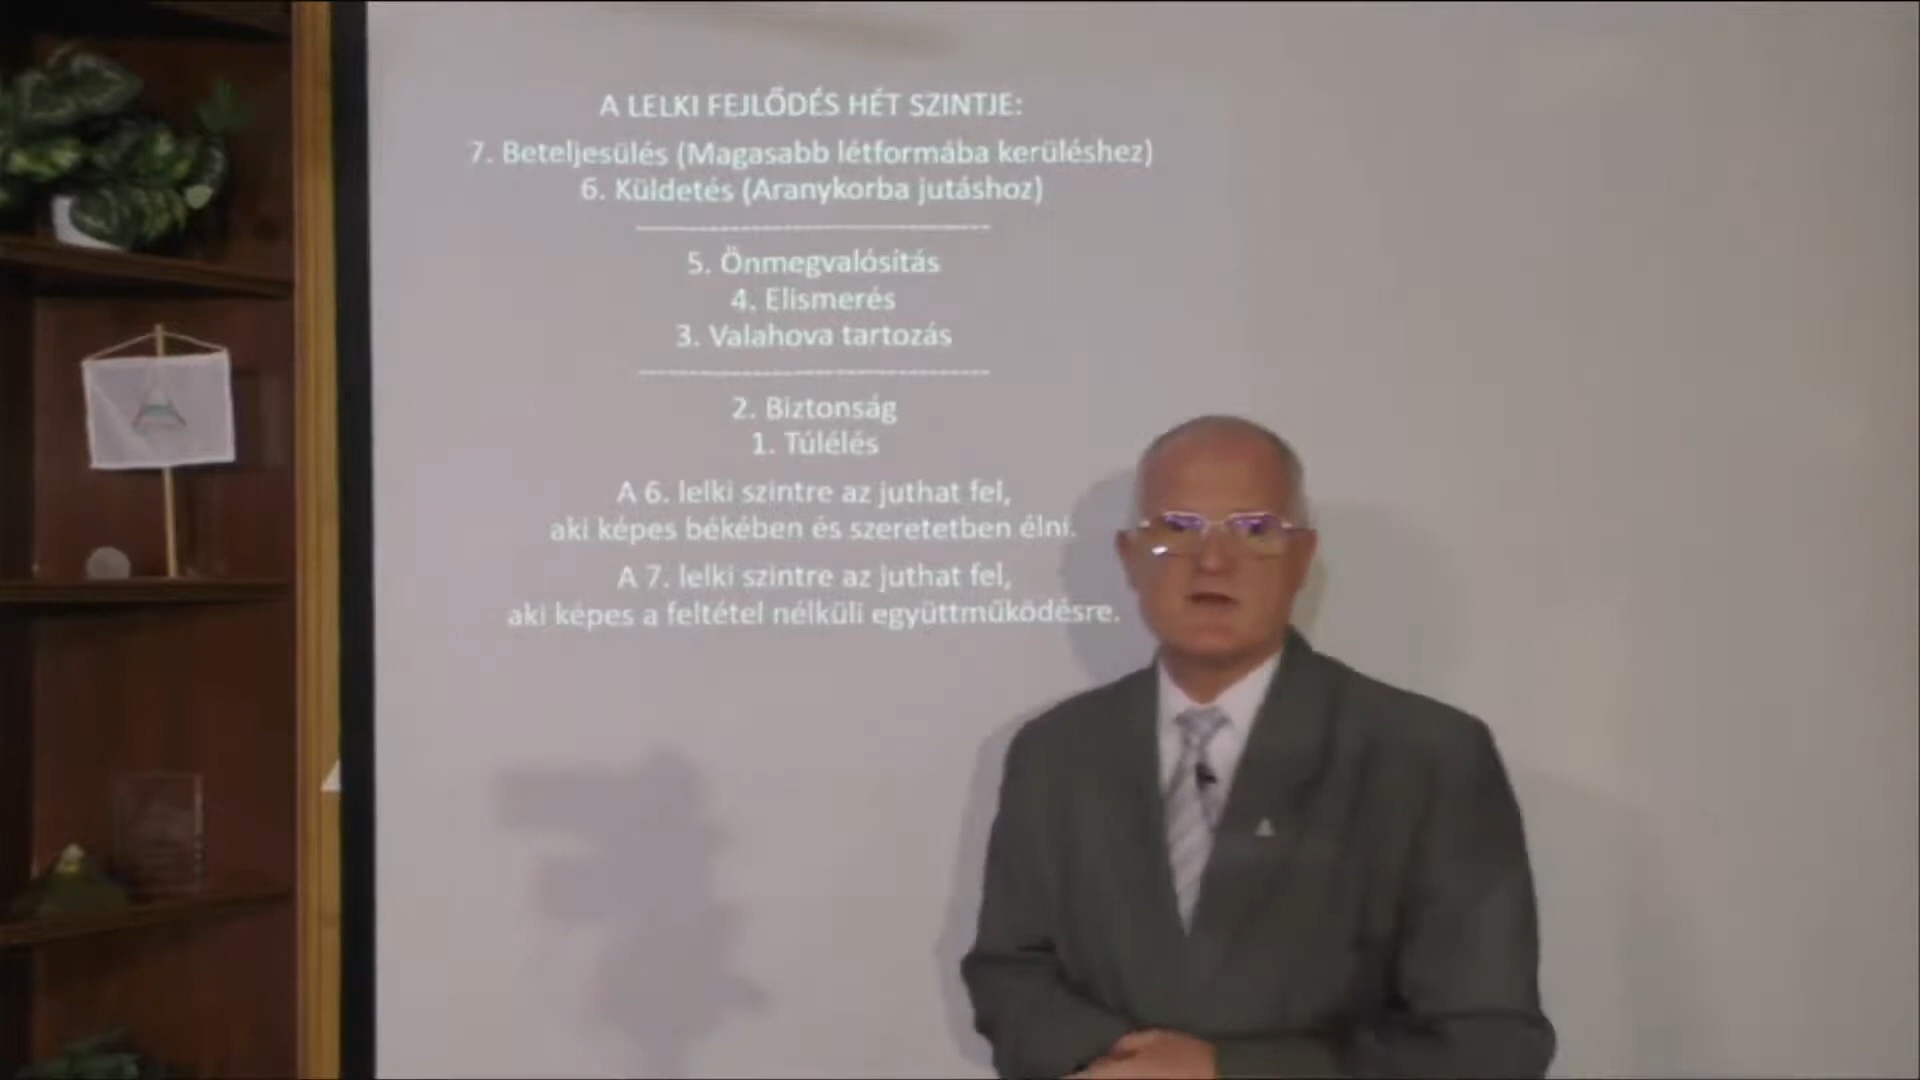 A LELKI FEJLŐDÉS HÉT SZINTJE:
7. Beteljesülés (Magasabb létformába kerüléshez)
6. Küldetés (Aranykorba jutáshoz)
5. Önmegvalósítás
4. Elismerés
3. Valahova tartozás
2. Biztonság
1. Túlélés
A 6. lelki szintre az juthat fel,
aki képes békében és szeretetben élni.
A 7. lelki szintre az juthat fel,
aki képes a feltétel nélküli együttműködésre.